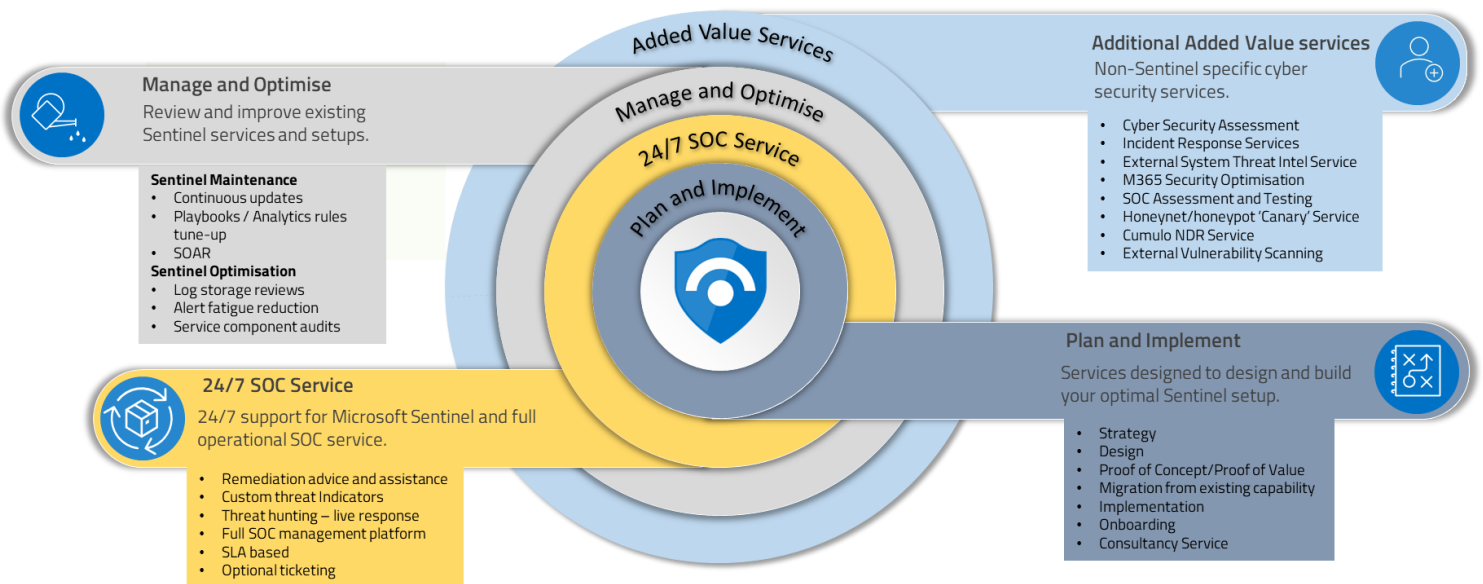 Added Value Services
Manage and Optimise
24/7 SOC Service
Plan and Implement
Manage and Optimise
Review and improve existing
Sentinel services and setups.
Sentinel Maintenance
• Continuous updates
• Playbooks / Analytics rules
tune-up
• SOAR
Sentinel Optimisation
• Log storage reviews
• Alert fatigue reduction
• Service component audits
Additional Added Value services
Non-Sentinel specific cyber
security services.
• Cyber Security Assessment
• Incident Response Services
• External System Threat Intel Service
• M365 Security Optimisation
• SOC Assessment and Testing
• Honeynet/honeypot ‘Canary’ Service
• Cumulo NDR Service
• External Vulnerability Scanning
24/7 SOC Service
24/7 support for Microsoft Sentinel and full
operational SOC service.
• Remediation advice and assistance
• Custom threat Indicators
• Threat hunting – live response
• Full SOC management platform
• SLA based
• Optional ticketing
Plan and Implement
Services designed to design and build
your optimal Sentinel setup.
• Strategy
• Design
• Proof of Concept/Proof of Value
• Migration from existing capability
• Implementation
• Onboarding
• Consultancy Service